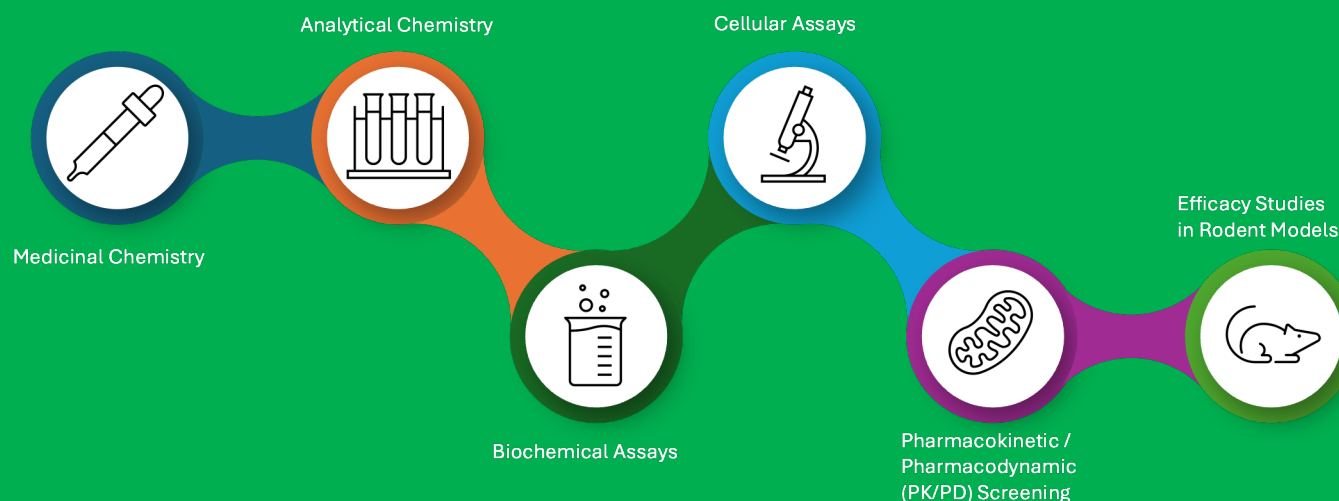 Analytical Chemistry
Cellular Assays
Medicinal Chemistry
Efficacy Studies
in Rodent Models
Biochemical Assays
Pharmacokinetic /
Pharmacodynamic
(PK/PD) Screening